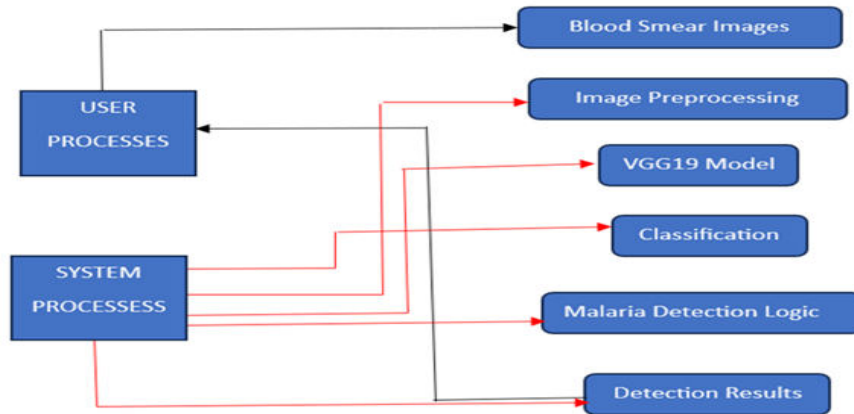 Blood Smear Images
USER
PROCESSES
Image Preprocessing
VGG19 Model
Classification
SYSTEM
PROCESSESS
Malaria Detection Logic
Detection Results